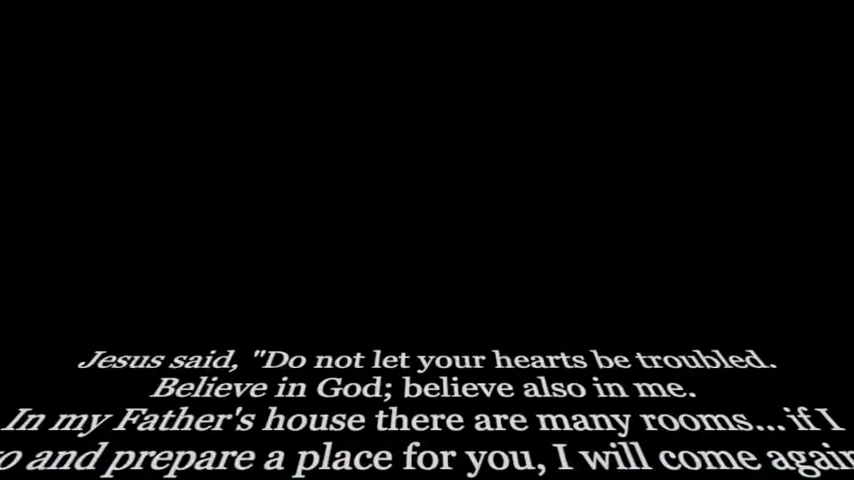 Jesus said, "Do not let your hearts be troubled.
Believe in God; believe also in me.
In my Father's house there are many rooms...if I
and prepare a place for you, I will come again